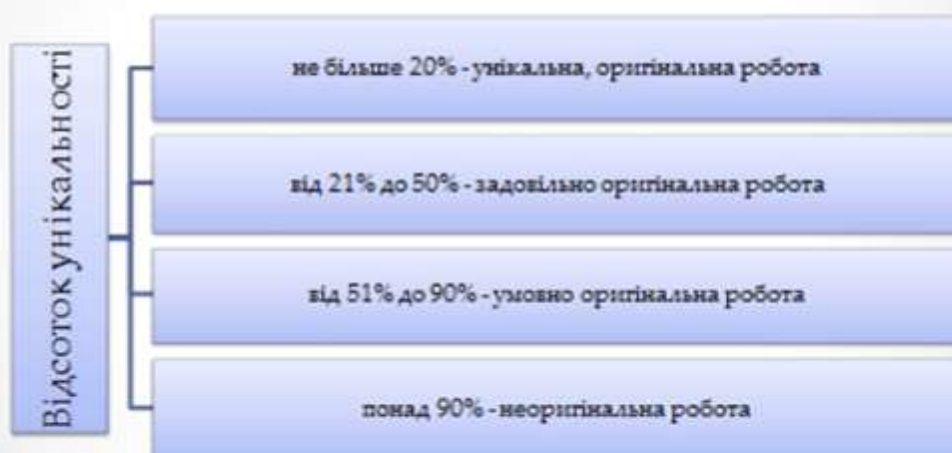 Відсоток унікальності
не більше 20% - унікальна, оригінальна робота
від 21% до 50% - задовільно оригінальна робота
від 51% до 90% - умовно оригінальна робота
понад 90% - неоригінальна робота